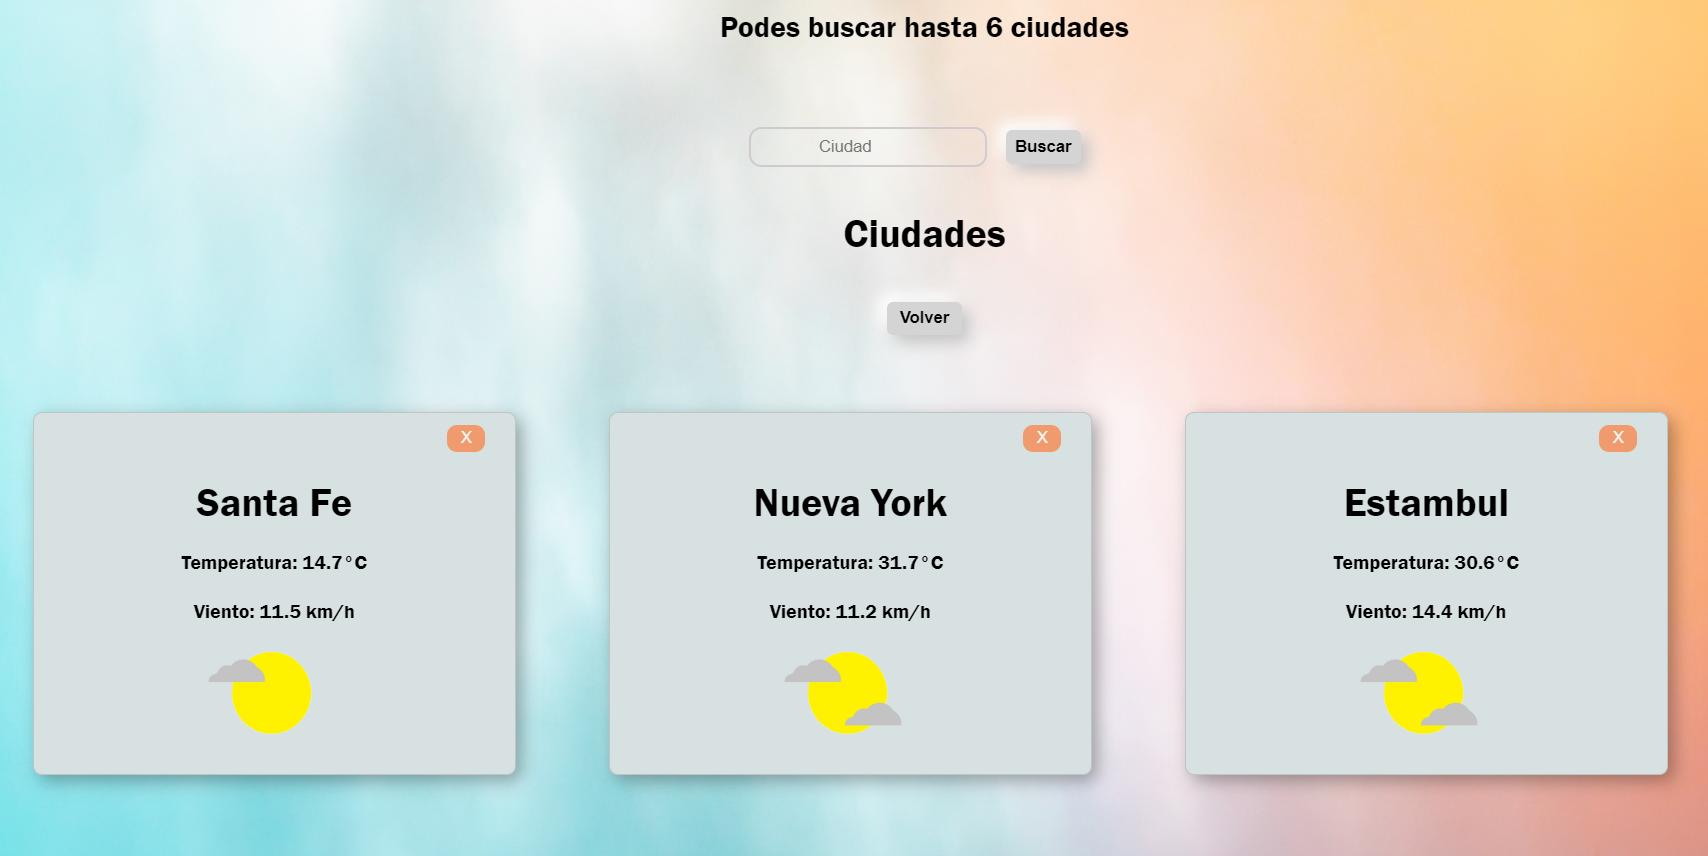 Podes buscar hasta 6 ciudades
Ciudad
Buscar
Ciudades
Volver
X
Santa Fe
Temperatura: 14.7°C
Viento: 11.5 km/h
X
Nueva York
Temperatura: 31.7°C
Viento: 11.2 km/h
X
Estambul
Temperatura: 30.6°C
Viento: 14.4 km/h